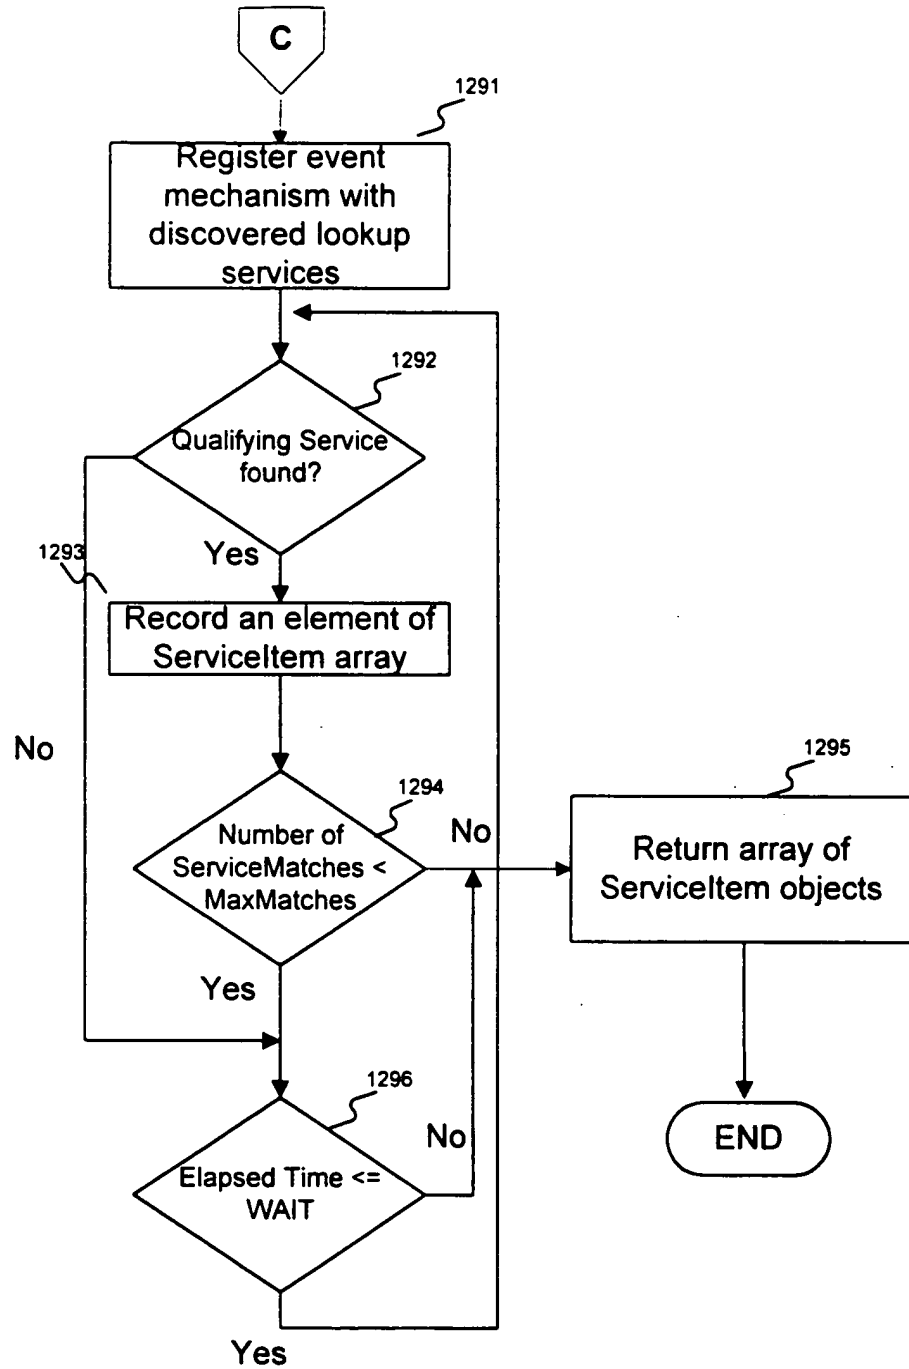 C
1291
Register event
mechanism with
discovered lookup
services
1292
Qualifying Service
found?
Yes
1293
Record an element of
ServiceItem array
No
1294
Number of
ServiceMatches <
MaxMatches
No
1295
Return array of
ServiceItem objects
Yes
1296
Elapsed Time <=
WAIT
No
END
Yes